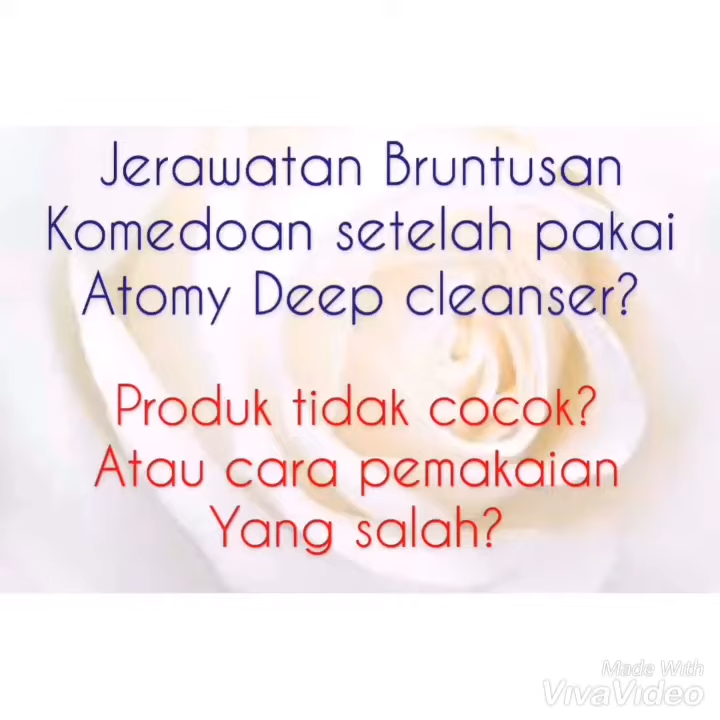 Jerawatan Bruntusan
Komedoan setelah pakai
Atomy Deep cleanser?
Produk tidak cocok?
Atau cara pemakaian
Yang salah?
Made With
VivaVideo